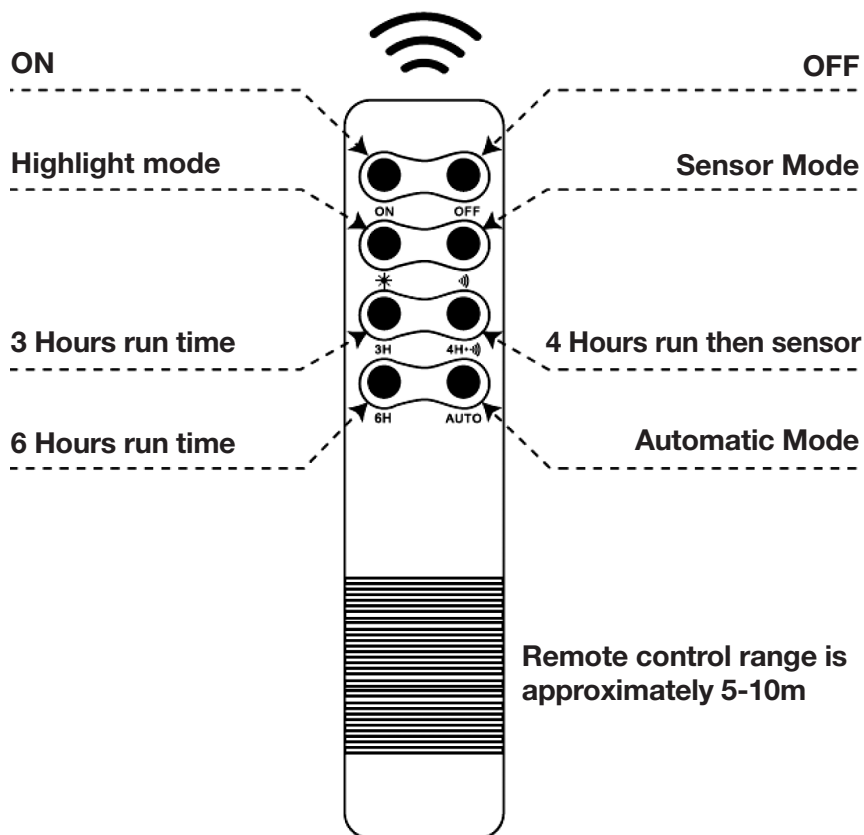 ON
OFF
Highlight mode
Sensor Mode
ON OFF
3 Hours run time
4 Hours run then sensor
3H 4H
6 Hours run time
Automatic Mode
6H AUTO
Remote control range is
approximately 5-10m